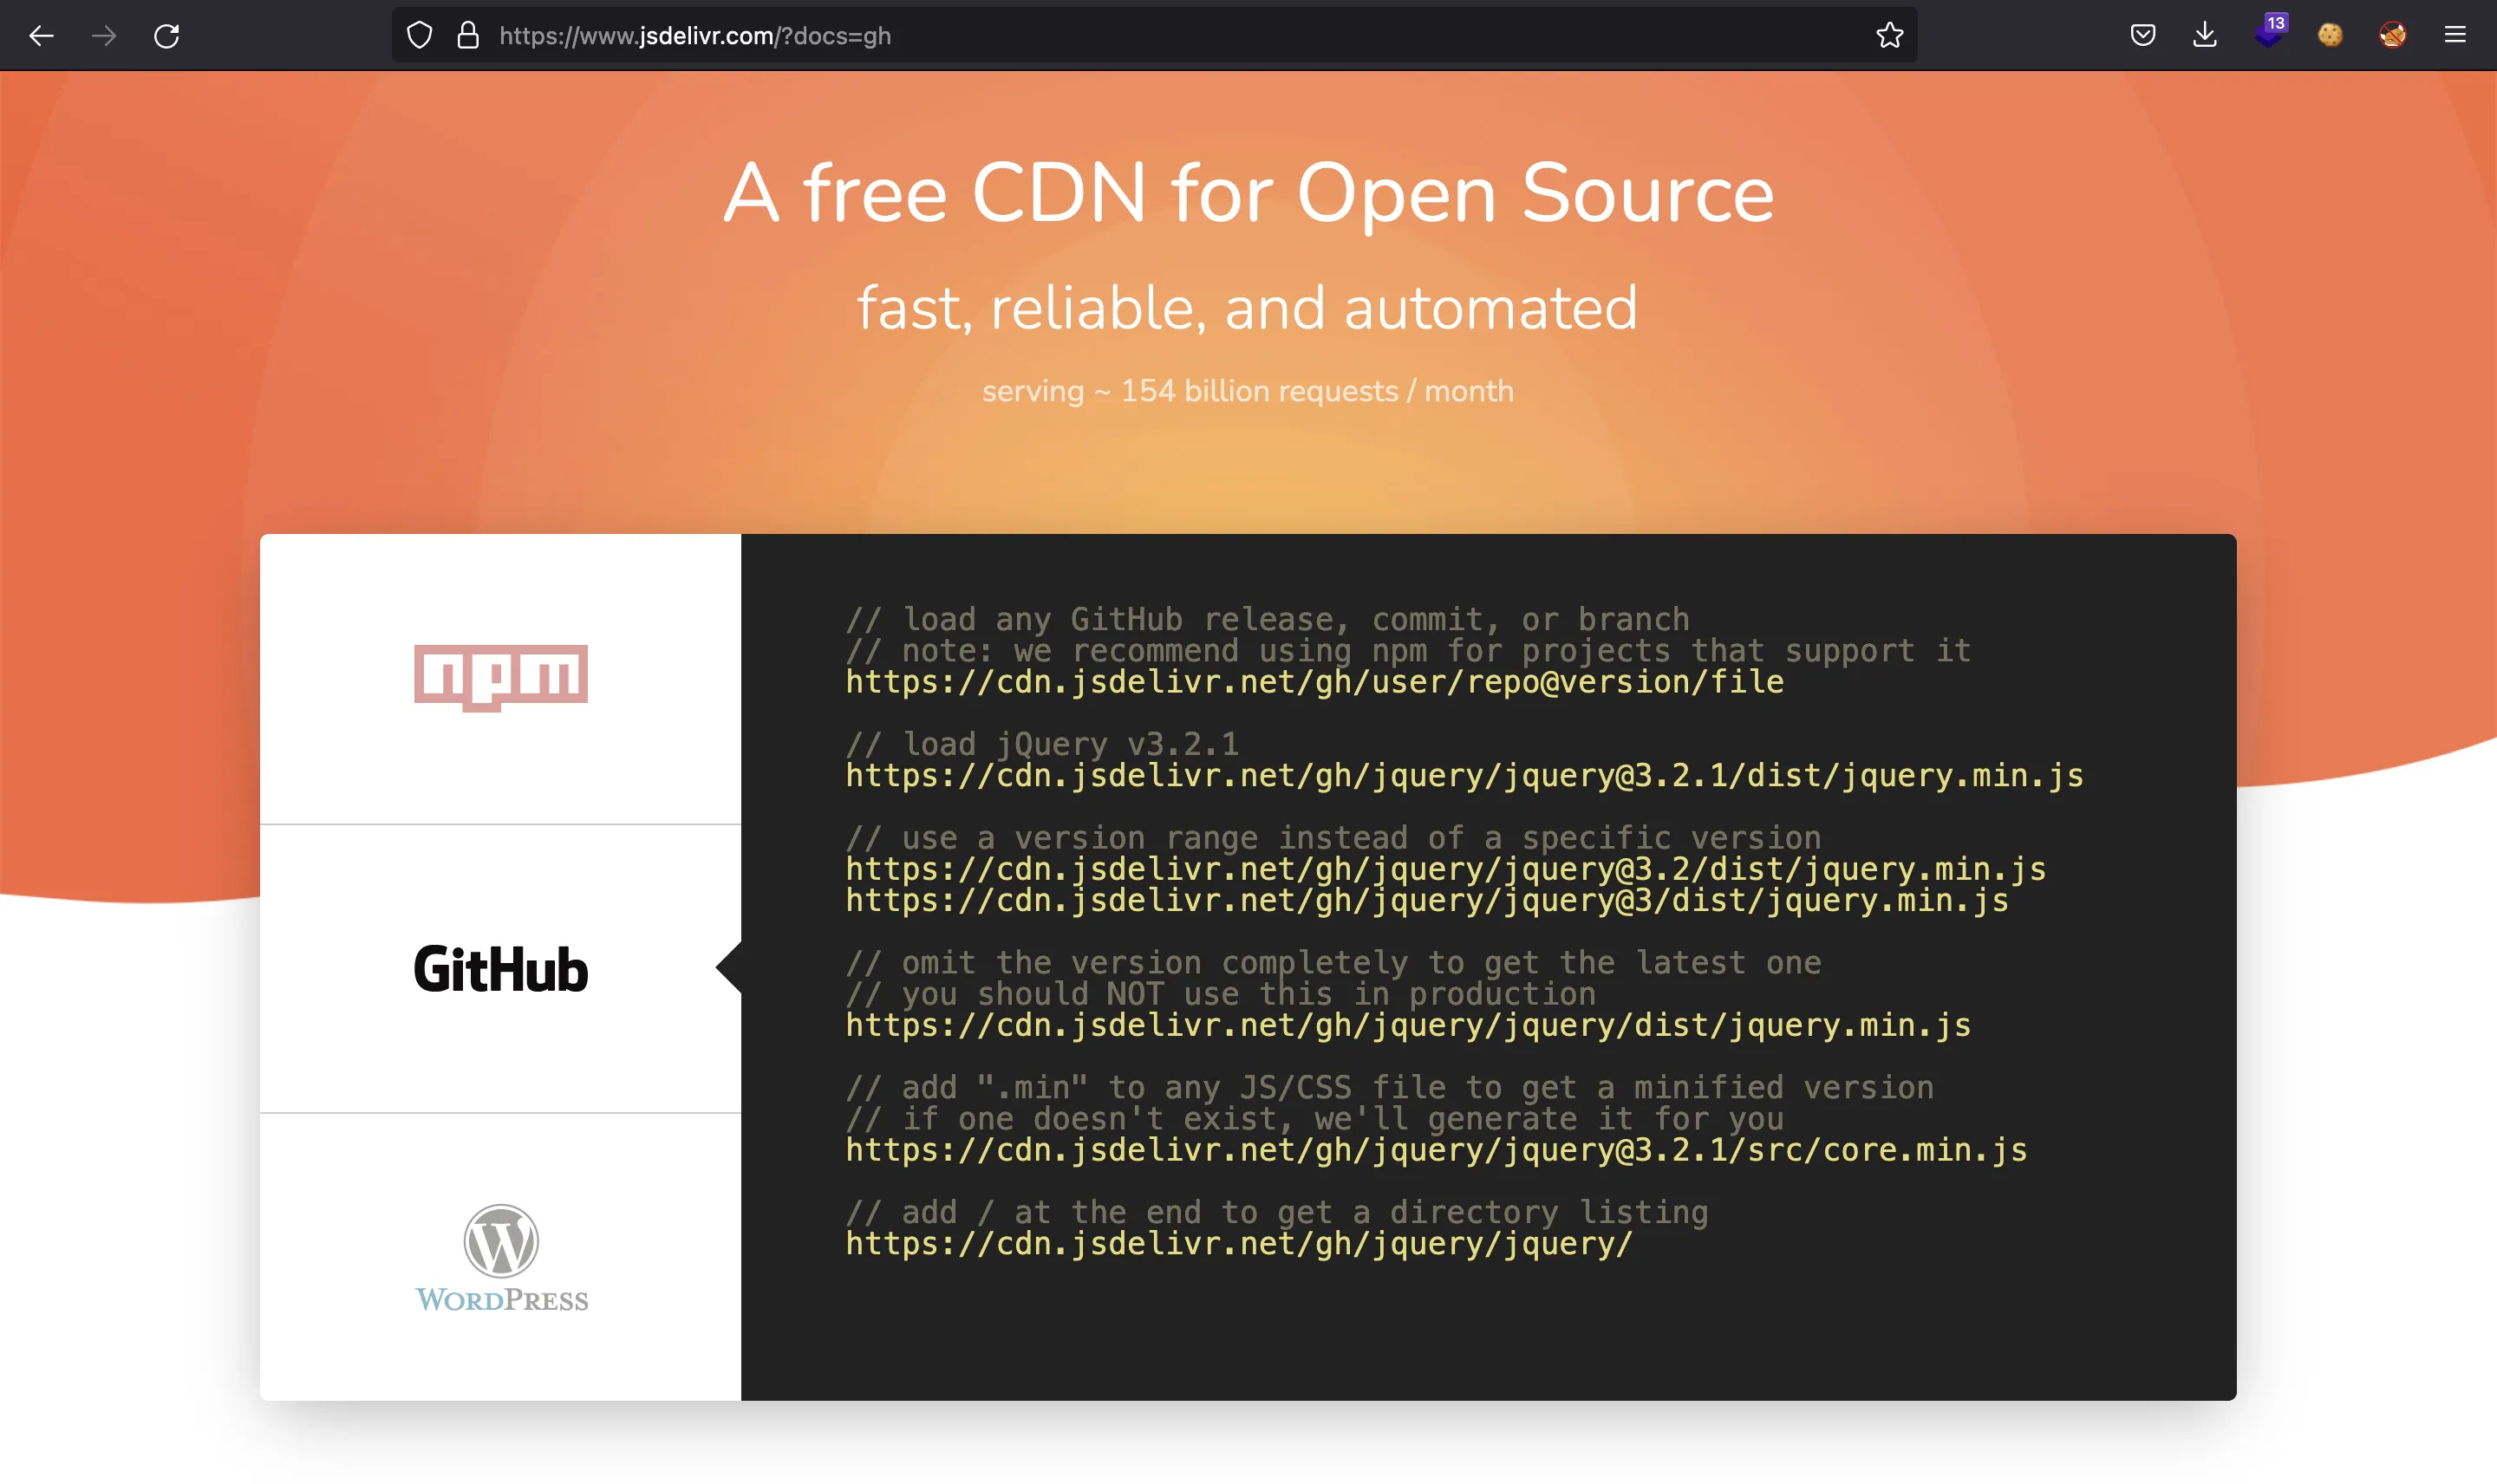 https://www.jsdelivr.com/?docs=gh
13
A free CDN for Open Source
fast, reliable, and automated
serving ~ 154 billion requests / month
npm
GitHub
WORDPRESS
// load any GitHub release, commit, or branch
// note: we recommend using npm for projects that support it
https://cdn.jsdelivr.net/gh/user/repo@version/file
// load jQuery v3.2.1
https://cdn.jsdelivr.net/gh/jquery/jquery@3.2.1/dist/jquery.min.js
// use a version range instead of a specific version
https://cdn.jsdelivr.net/gh/jquery/jquery@3.2/dist/jquery.min.js
https://cdn.jsdelivr.net/gh/jquery/jquery@3/dist/jquery.min.js
// omit the version completely to get the latest one
// you should NOT use this in production
https://cdn.jsdelivr.net/gh/jquery/jquery/dist/jquery.min.js
// add ".min" to any JS/CSS file to get a minified version
// if one doesn't exist, we'll generate it for you
https://cdn.jsdelivr.net/gh/jquery/jquery@3.2.1/src/core.min.js
// add / at the end to get a directory listing
https://cdn.jsdelivr.net/gh/jquery/jquery/